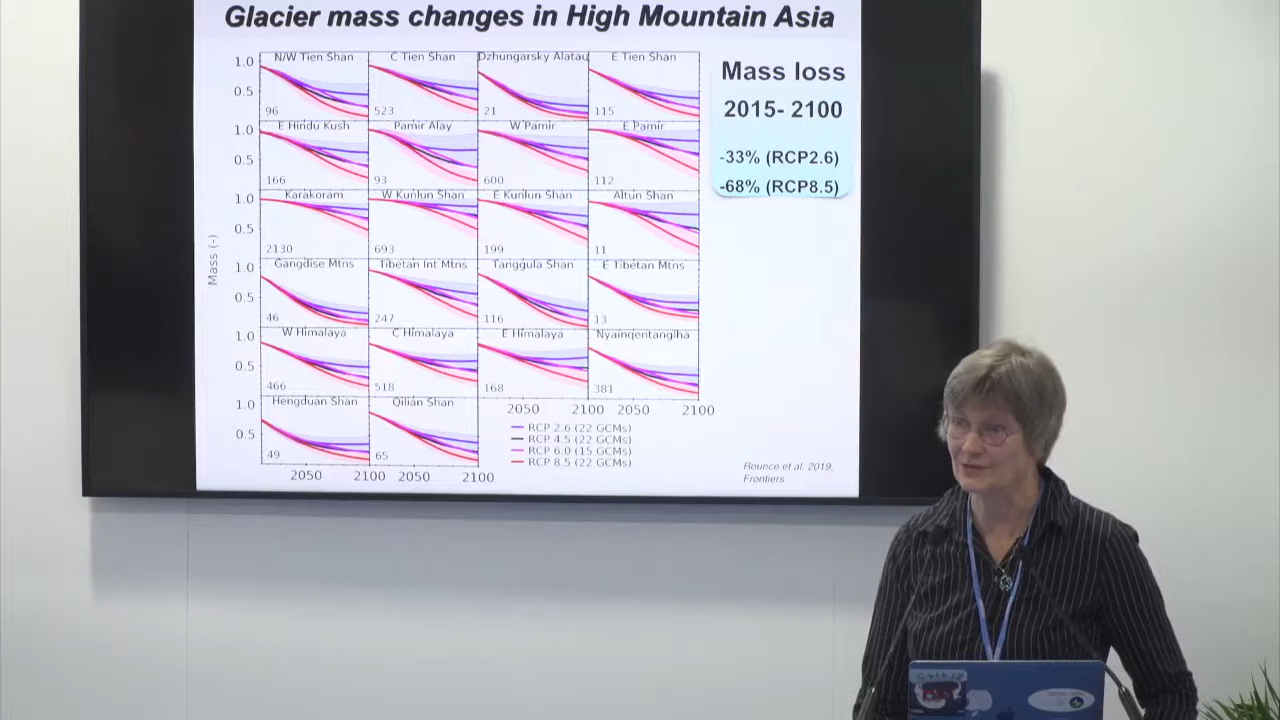 Glacier mass changes in High Mountain Asia
Mass loss
2015- 2100
-33% (RCP2.6)
-68% (RCP8.5)
Mass (-)
1.0 N/W Tien Shan C Tien Shan Dzhungarsky Alatau E Tien Shan
0.5
96 523 21 115
1.0 E Hindu Kush Pamir Alay W Pamir E Pamir
0.5
166 93 600 112
1.0 Karakoram W Kunlun Shan E Kunlun Shan Altun Shan
0.5
2130 693 199 11
1.0 Gangdise Mtns Tibetan Int Mtns Tanggula Shan E Tibetan Mtns
0.5
46 247 116 13
1.0 W Himalaya C Himalaya E Himalaya Nyainqentanglha
0.5
466 518 168 381
1.0 Hengduan Shan Qilian Shan
0.5
49 65
2050 2100 2050 2100
2050 2100 2050 2100
RCP 2.6 (22 GCMs)
RCP 4.5 (22 GCMs)
RCP 6.0 (15 GCMs)
RCP 8.5 (22 GCMs)
Rounce et al. 2019,
Frontiers